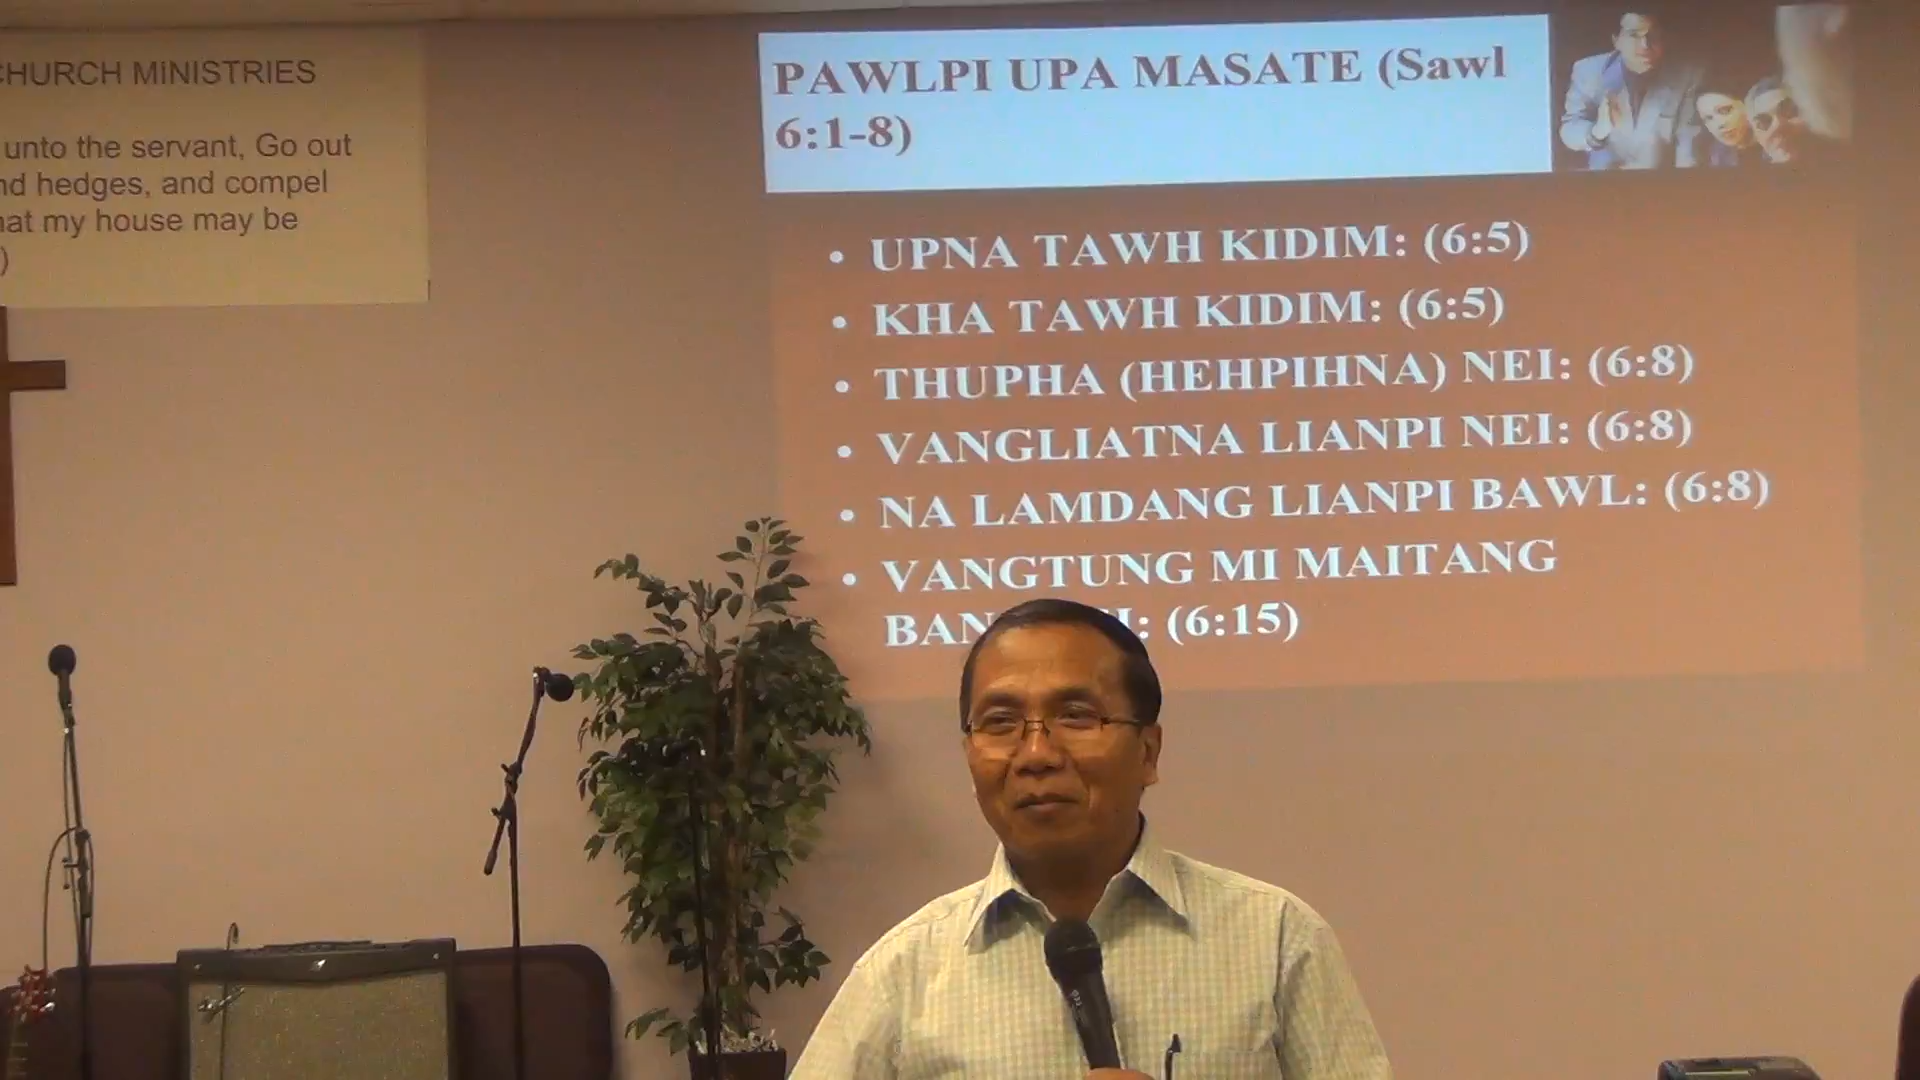 CHURCH MINISTRIES
unto the servant, Go out
nd hedges, and compel
hat my house may be
)
PAWLPI UPA MASATE (Sawl
6:1-8)
• UPNA TAWH KIDIM: (6:5)
• KHA TAWH KIDIM: (6:5)
• THUPHA (HEHPIHNA) NEI: (6:8)
• VANGLIATNA LIANPI NEI: (6:8)
• NA LAMDANG LIANPI BAWL: (6:8)
• VANGTUNG MI MAITANG
: (6:15)